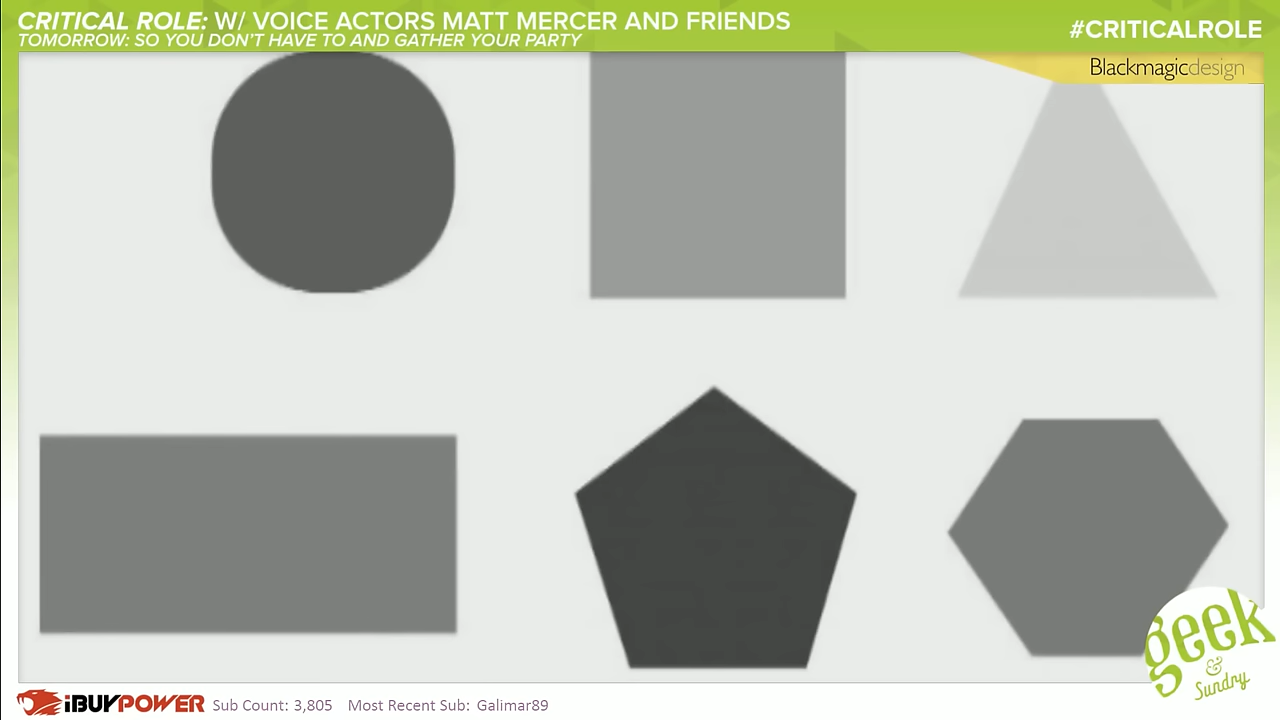 CRITICAL ROLE: W/ VOICE ACTORS MATT MERCER AND FRIENDS
TOMORROW: SO YOU DON'T HAVE TO AND GATHER YOUR PARTY
#CRITICALROLE
Blackmagicdesign
geek
&
Sundry
iBUYPOWER
Sub Count: 3,805 Most Recent Sub: Galimar89